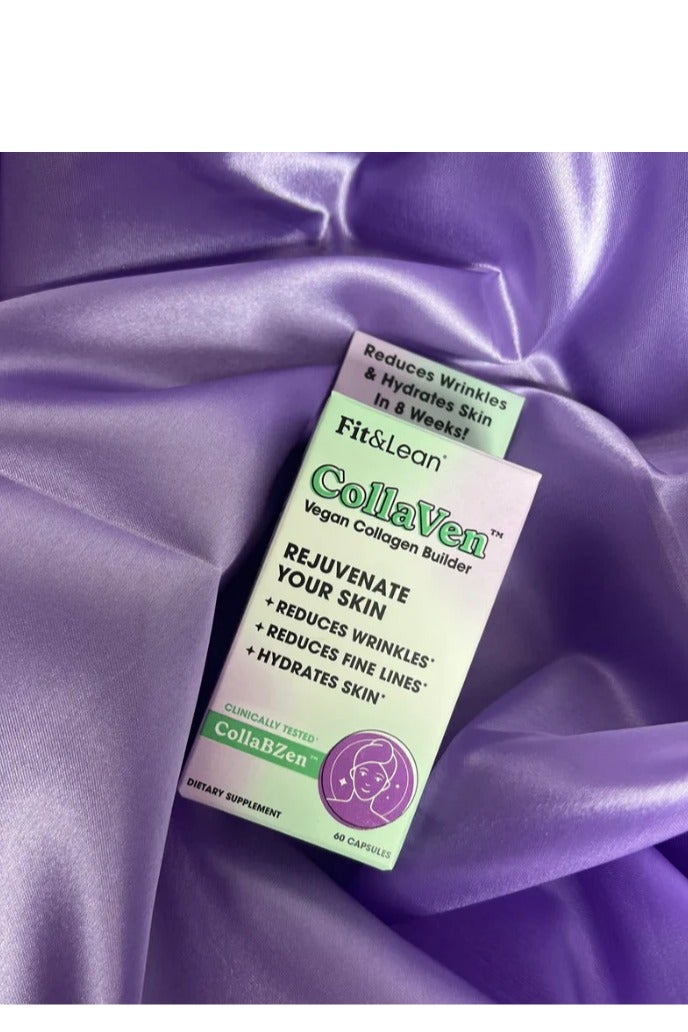 Reduces Wrinkles
& Hydrates Skin
In 8 Weeks!
Fit&Lean®
CollaVen™
Vegan Collagen Builder
REJUVENATE
YOUR SKIN
+ REDUCES WRINKLES*
+ REDUCES FINE LINES*
+ HYDRATES SKIN*
CLINICALLY TESTED*
CollaBZen™
DIETARY SUPPLEMENT
60 CAPSULES